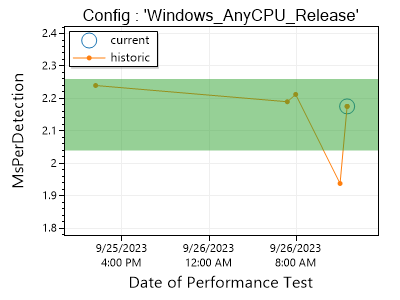 Config : 'Windows_AnyCPU_Release'
current
historic
2.4
2.3
2.2
2.1
2
1.9
1.8
MsPerDetection
9/25/2023 9/26/2023 9/26/2023
4:00 PM 12:00 AM 8:00 AM
Date of Performance Test